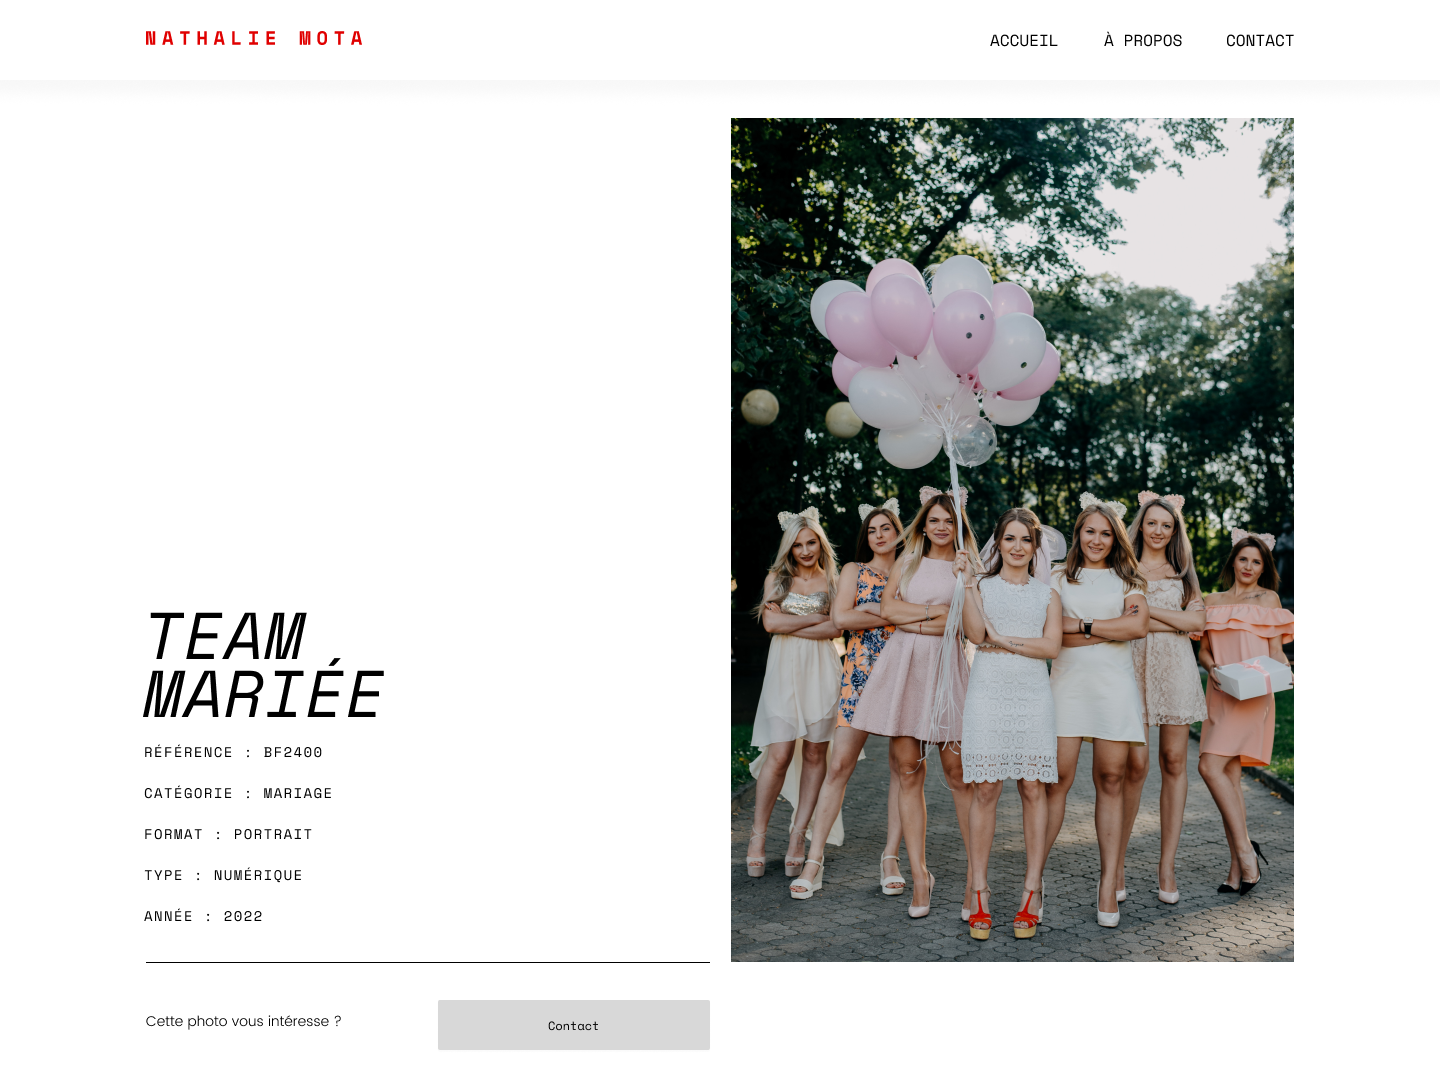 NATHALIE MOTA
ACCUEIL À PROPOS CONTACT
TEAM
MARIÉE
RÉFÉRENCE : BF2400
CATÉGORIE : MARIAGE
FORMAT : PORTRAIT
TYPE : NUMÉRIQUE
ANNÉE : 2022
Cette photo vous intéresse ?
Contact